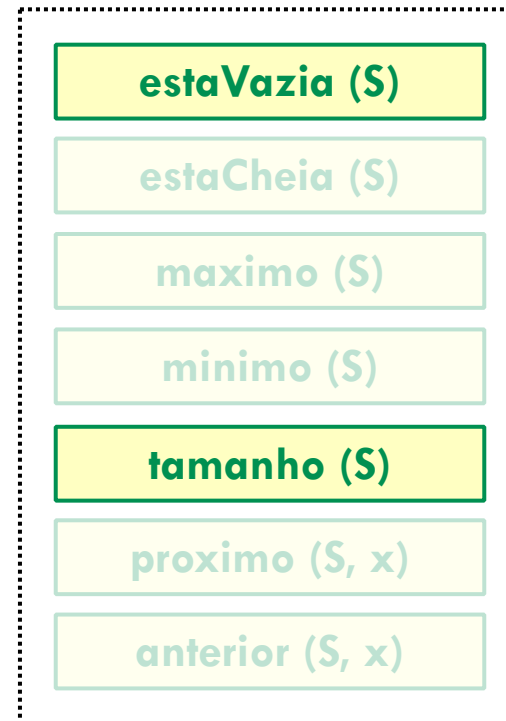 estaVazia (S)
estaCheia (S)
maximo (S)
minimo (S)
tamanho (S)
proximo (S, x)
anterior (S, x)